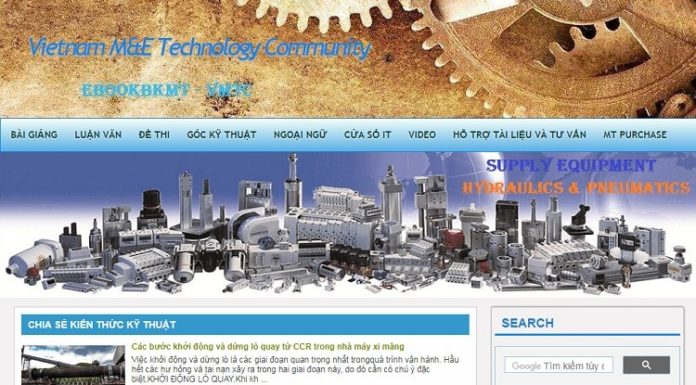 Vietnam M&E Technology Community
EBOOKBKMT - VMTC
BÀI GIẢNG LUẬN VĂN ĐỀ THI GÓC KỸ THUẬT NGOẠI NGỮ CỬA SỔ IT VIDEO HỖ TRỢ TÀI LIỆU VÀ TƯ VẤN MT PURCHASE
SUPPLY EQUIPMENT
HYDRAULICS & PNEUMATICS
CHIA SẺ KIẾN THỨC KỸ THUẬT
Các bước khởi động và dừng lò quay từ CCR trong nhà máy xi măng
Việc khởi động và dừng lò là các giai đoạn quan trọng nhất trongquá trình vận hành. Hầu
hết các hư hỏng và tai nạn xảy ra trong hai giai đoạn này, do đó cần có chú ý đặc
biệt.KHỞI ĐỘNG LÒ QUAY.Khi kh ...
SEARCH
Google Tìm kiếm tùy c